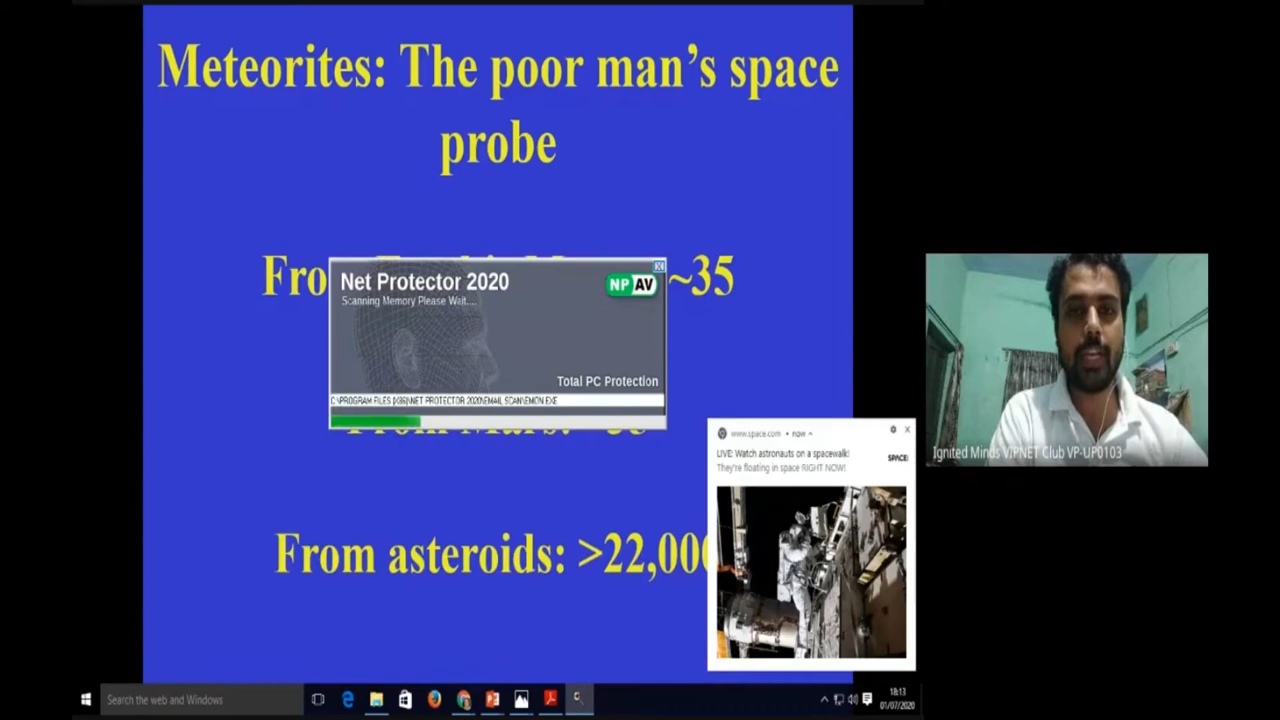 Meteorites: The poor man's space
probe
~35
Net Protector 2020
NP AV
Scanning Memory Please Wait....
Total PC Protection
C:\PROGRAM FILES (X86)\NET PROTECTOR 2020\EMAIL SCAN\EMON.EXE
From Mars:
From asteroids: >22,000
www.space.com • now
LIVE: Watch astronauts on a spacewalk!
They're floating in space RIGHT NOW!
SPACE
Ignited Minds VIPNET Club VP-UP0103
Search the web and Windows
18:13
01/07/2020